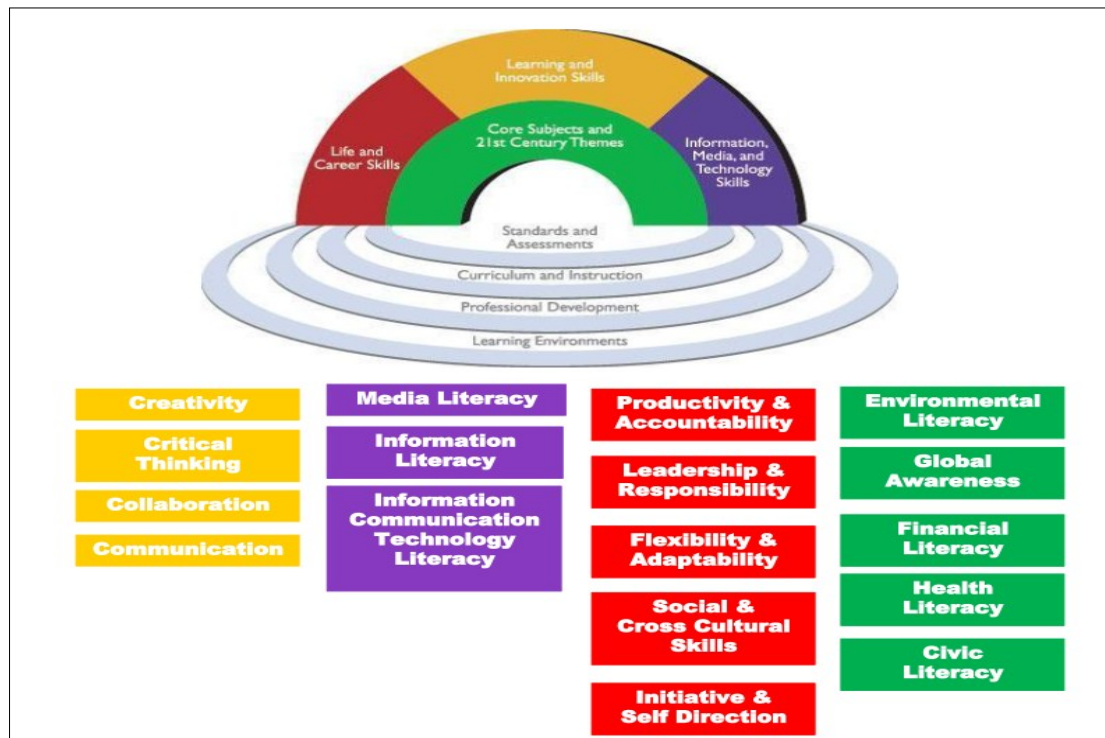 Learning and
Innovation Skills
Core Subjects and
21st Century Themes
Life and
Career Skills
Information,
Media, and
Technology
Skills
Standards and
Assessments
Curriculum and Instruction
Professional Development
Learning Environments
Creativity
Critical
Thinking
Collaboration
Communication
Media Literacy
Information
Literacy
Information
Communication
Technology
Literacy
Productivity &
Accountability
Leadership &
Responsibility
Flexibility &
Adaptability
Social &
Cross Cultural
Skills
Initiative &
Self Direction
Environmental
Literacy
Global
Awareness
Financial
Literacy
Health
Literacy
Civic
Literacy